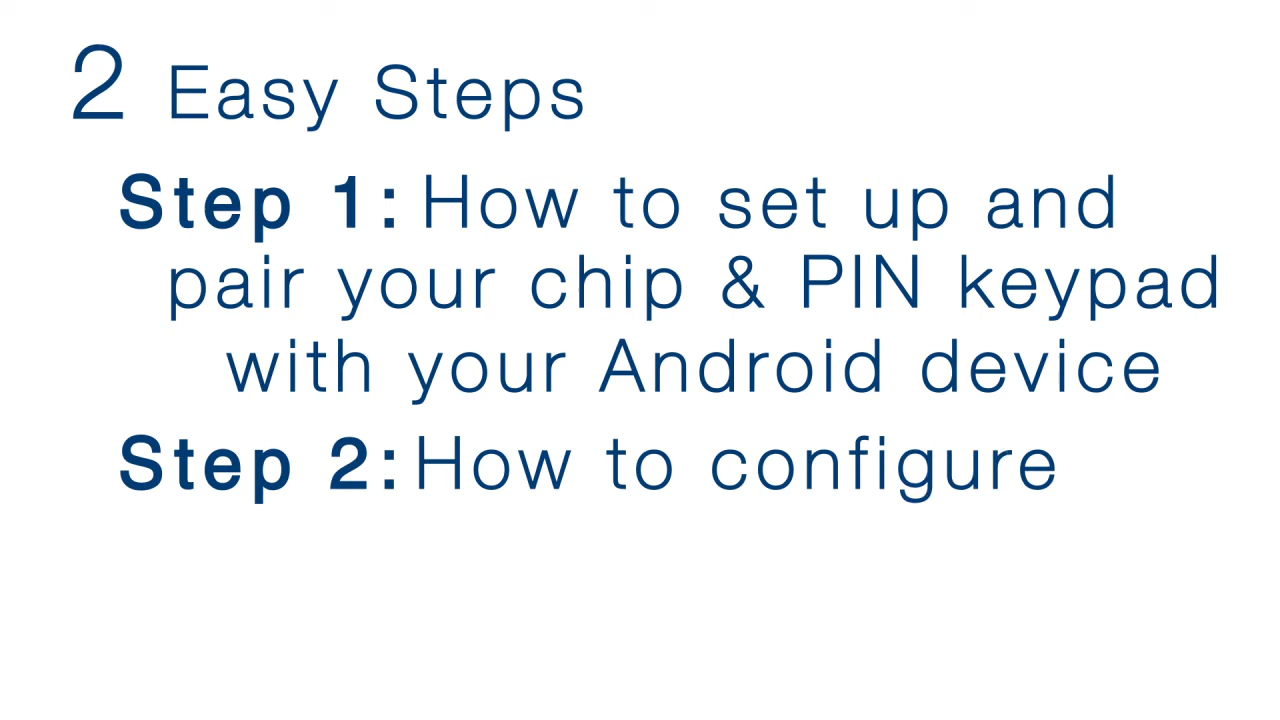 2 Easy Steps
Step 1: How to set up and
pair your chip & PIN keypad
with your Android device
Step 2: How to configure